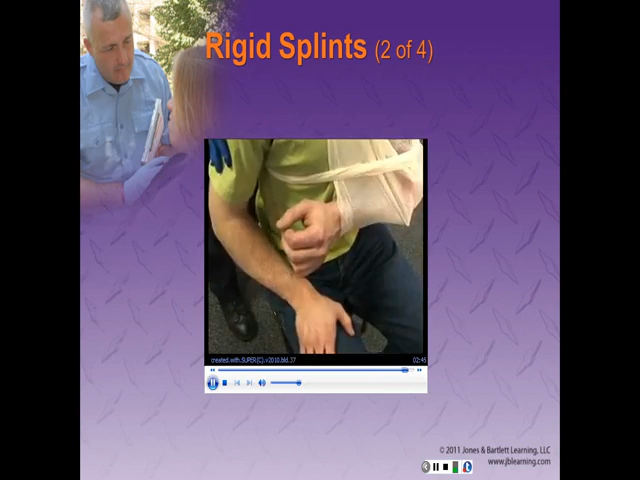 Rigid Splints (2 of 4)
created.with.SUPER(C).v2010.bld.37
02:45
© 2011 Jones & Bartlett Learning, LLC
www.jblearning.com